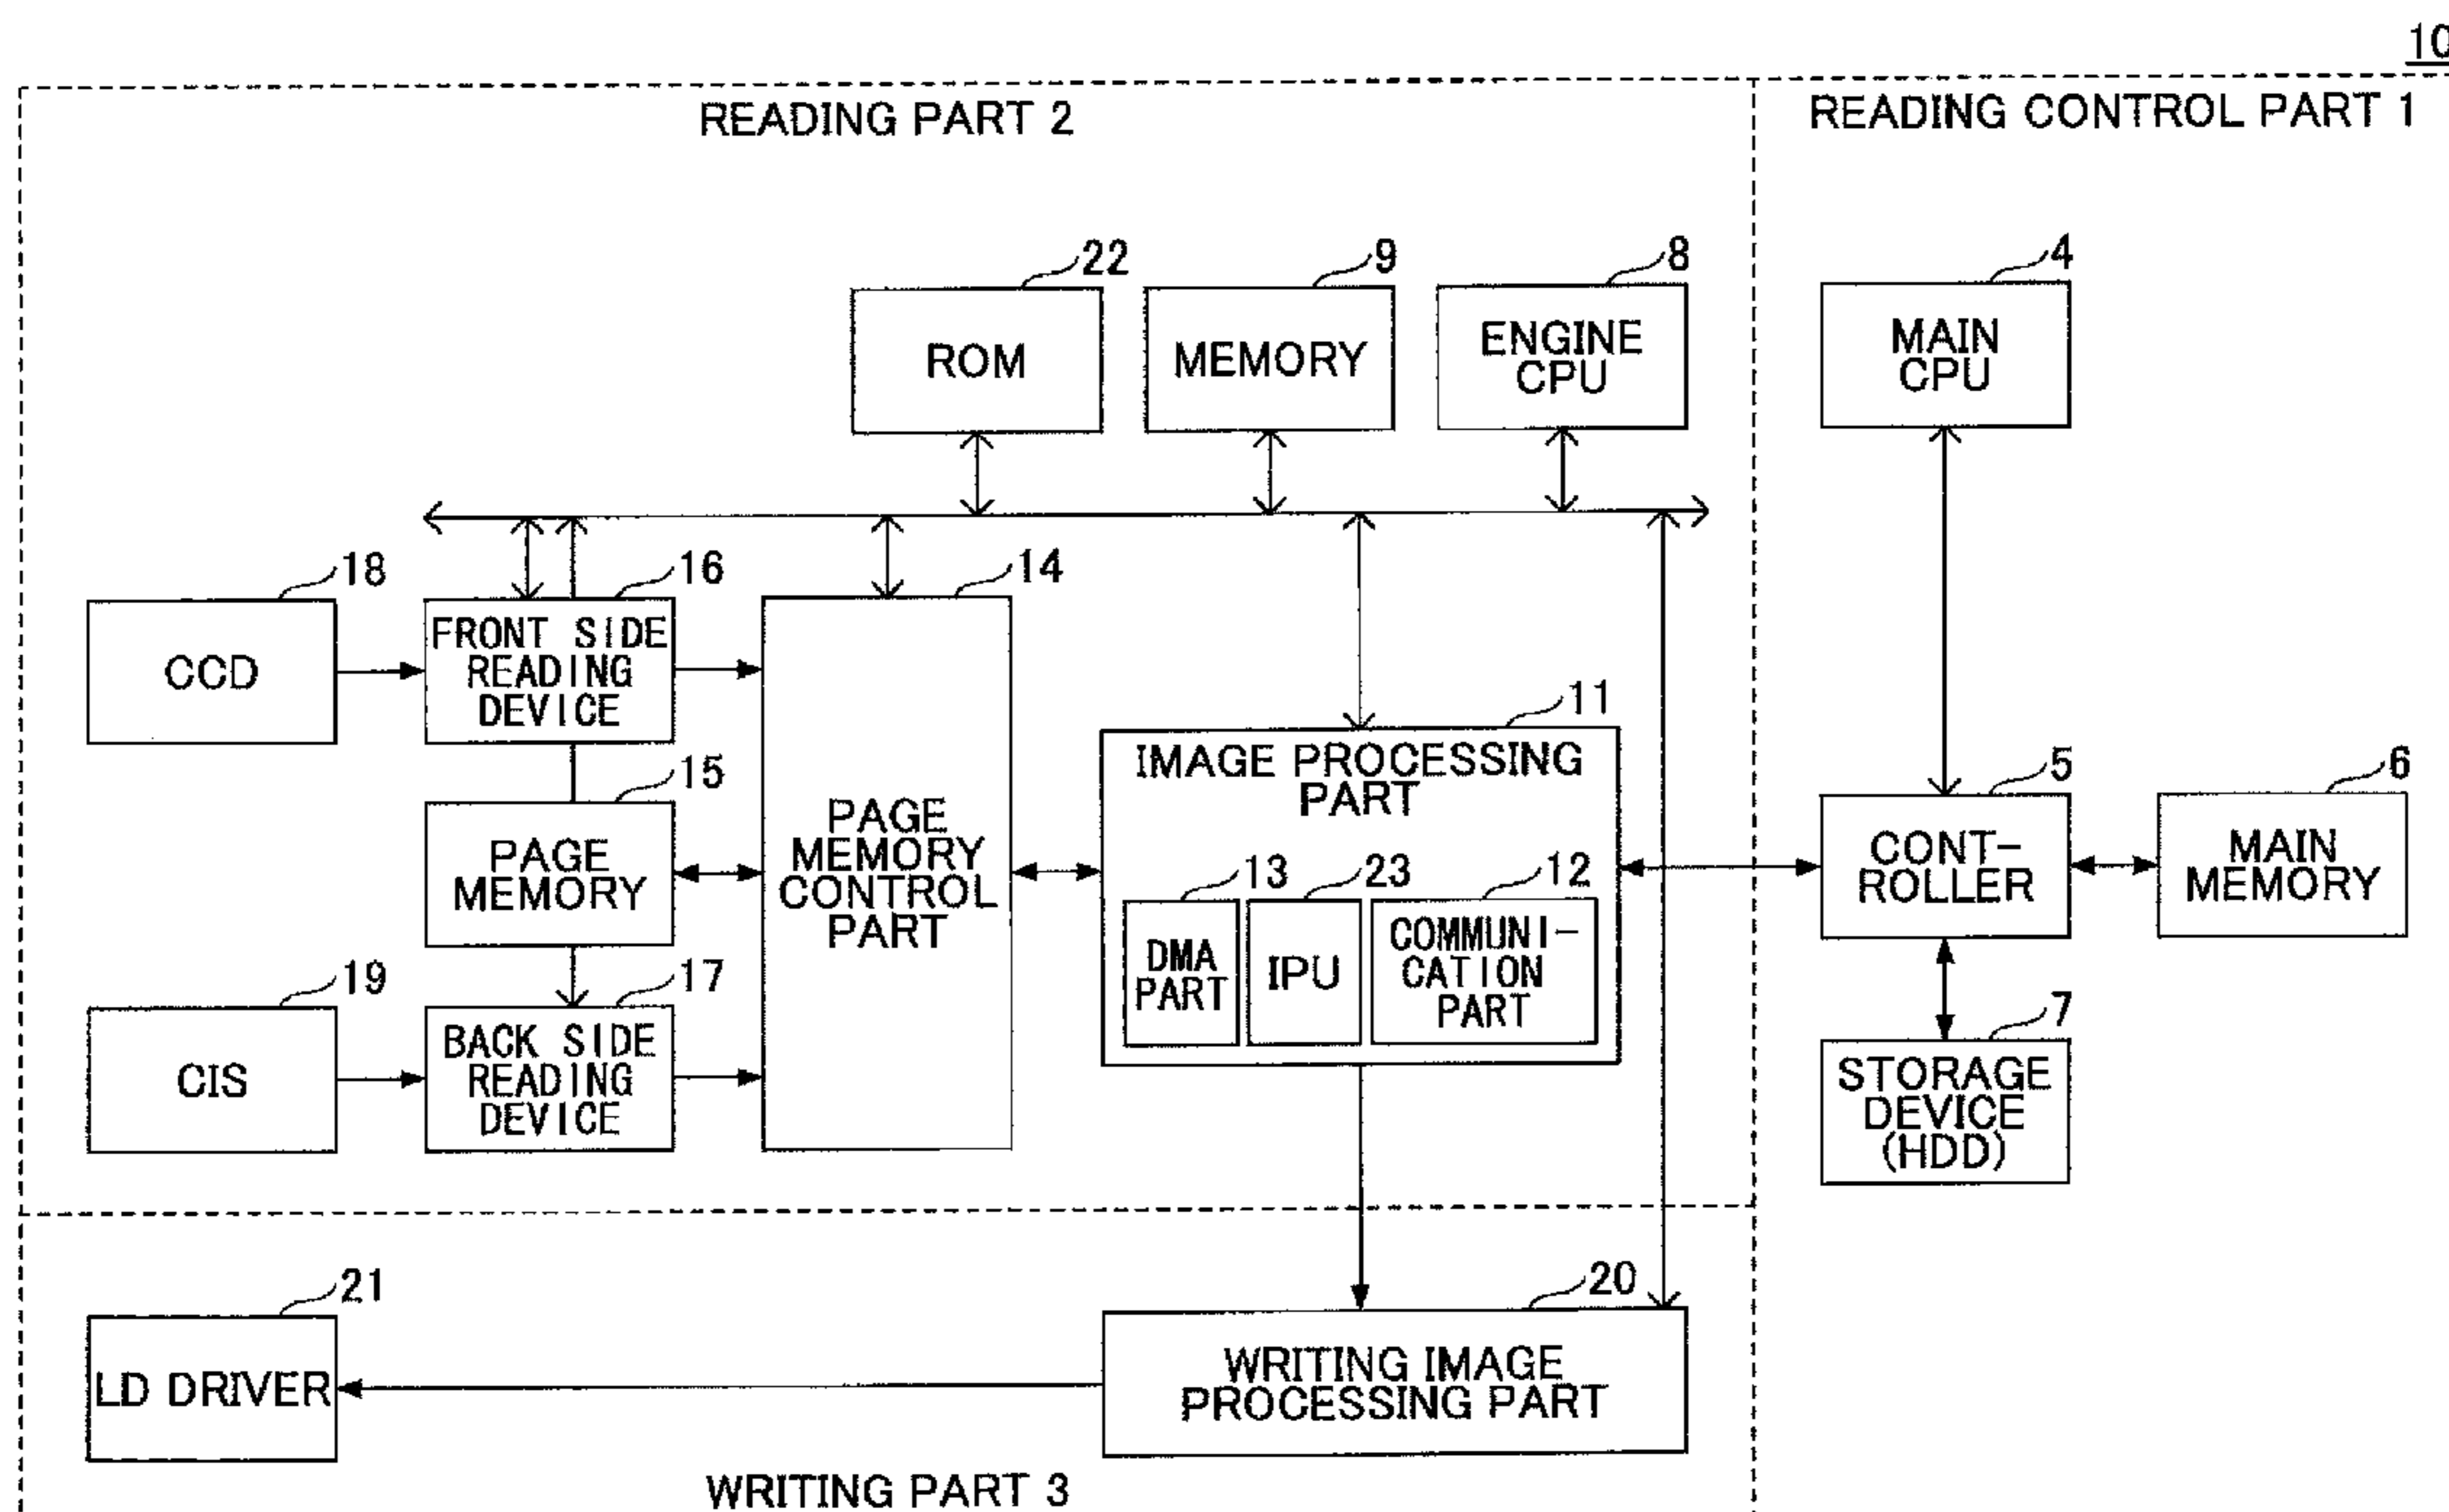 10
READING PART 2
READING CONTROL PART 1
22
9
8
4
ROM
MEMORY
ENGINE
CPU
MAIN
CPU
18
16
14
CCD
FRONT SIDE
READING
DEVICE
11
IMAGE PROCESSING
PART
15
5
6
PAGE
MEMORY
PAGE
MEMORY
CONTROL
PART
CONT-
ROLLER
MAIN
MEMORY
13
23
12
DMA
PART
IPU
COMMUNI-
CATION
PART
19
17
7
CIS
BACK SIDE
READING
DEVICE
STORAGE
DEVICE
(HDD)
21
20
LD DRIVER
WRITING IMAGE
PROCESSING PART
WRITING PART 3